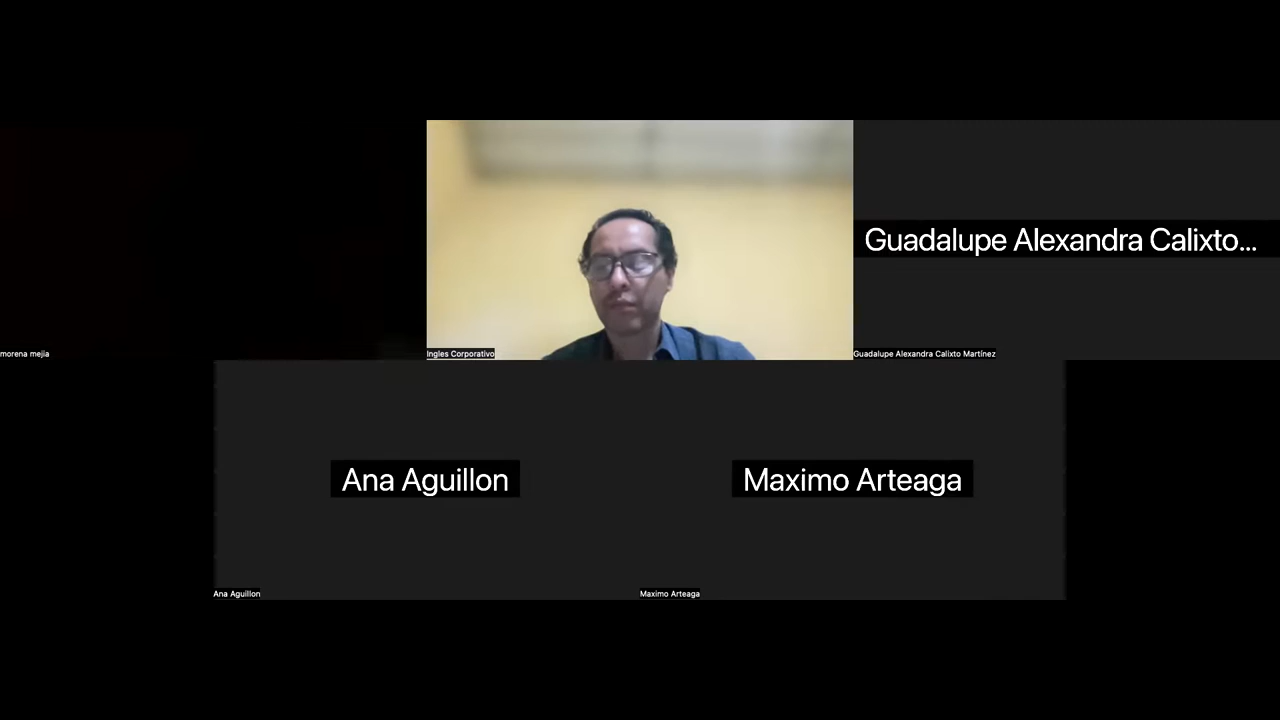 Guadalupe Alexandra Calixto...
morena mejia
Ingles Corporativo
Guadalupe Alexandra Calixto Martínez
Ana Aguillon
Maximo Arteaga
Ana Aguillon
Maximo Arteaga